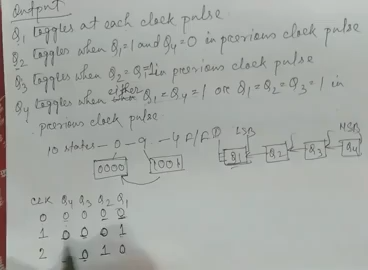 Output
Q1 toggles at each clock pulse
Q2 toggles when Q1=1 and Q4=0 in previous clock pulse
Q3 toggles when Q2=Q1=1 in previous clock pulse
Q4 toggles when either Q1=Q4=1 or Q1=Q2=Q3=1 in
previous clock pulse.
10 states - 0 - 9 - 4 F/F
LSB MSB
0000 1001 Q1 Q2 Q3 Q4
CLK Q4 Q3 Q2 Q1
0 0 0 0 0
1 0 0 0 1
2 0 1 0